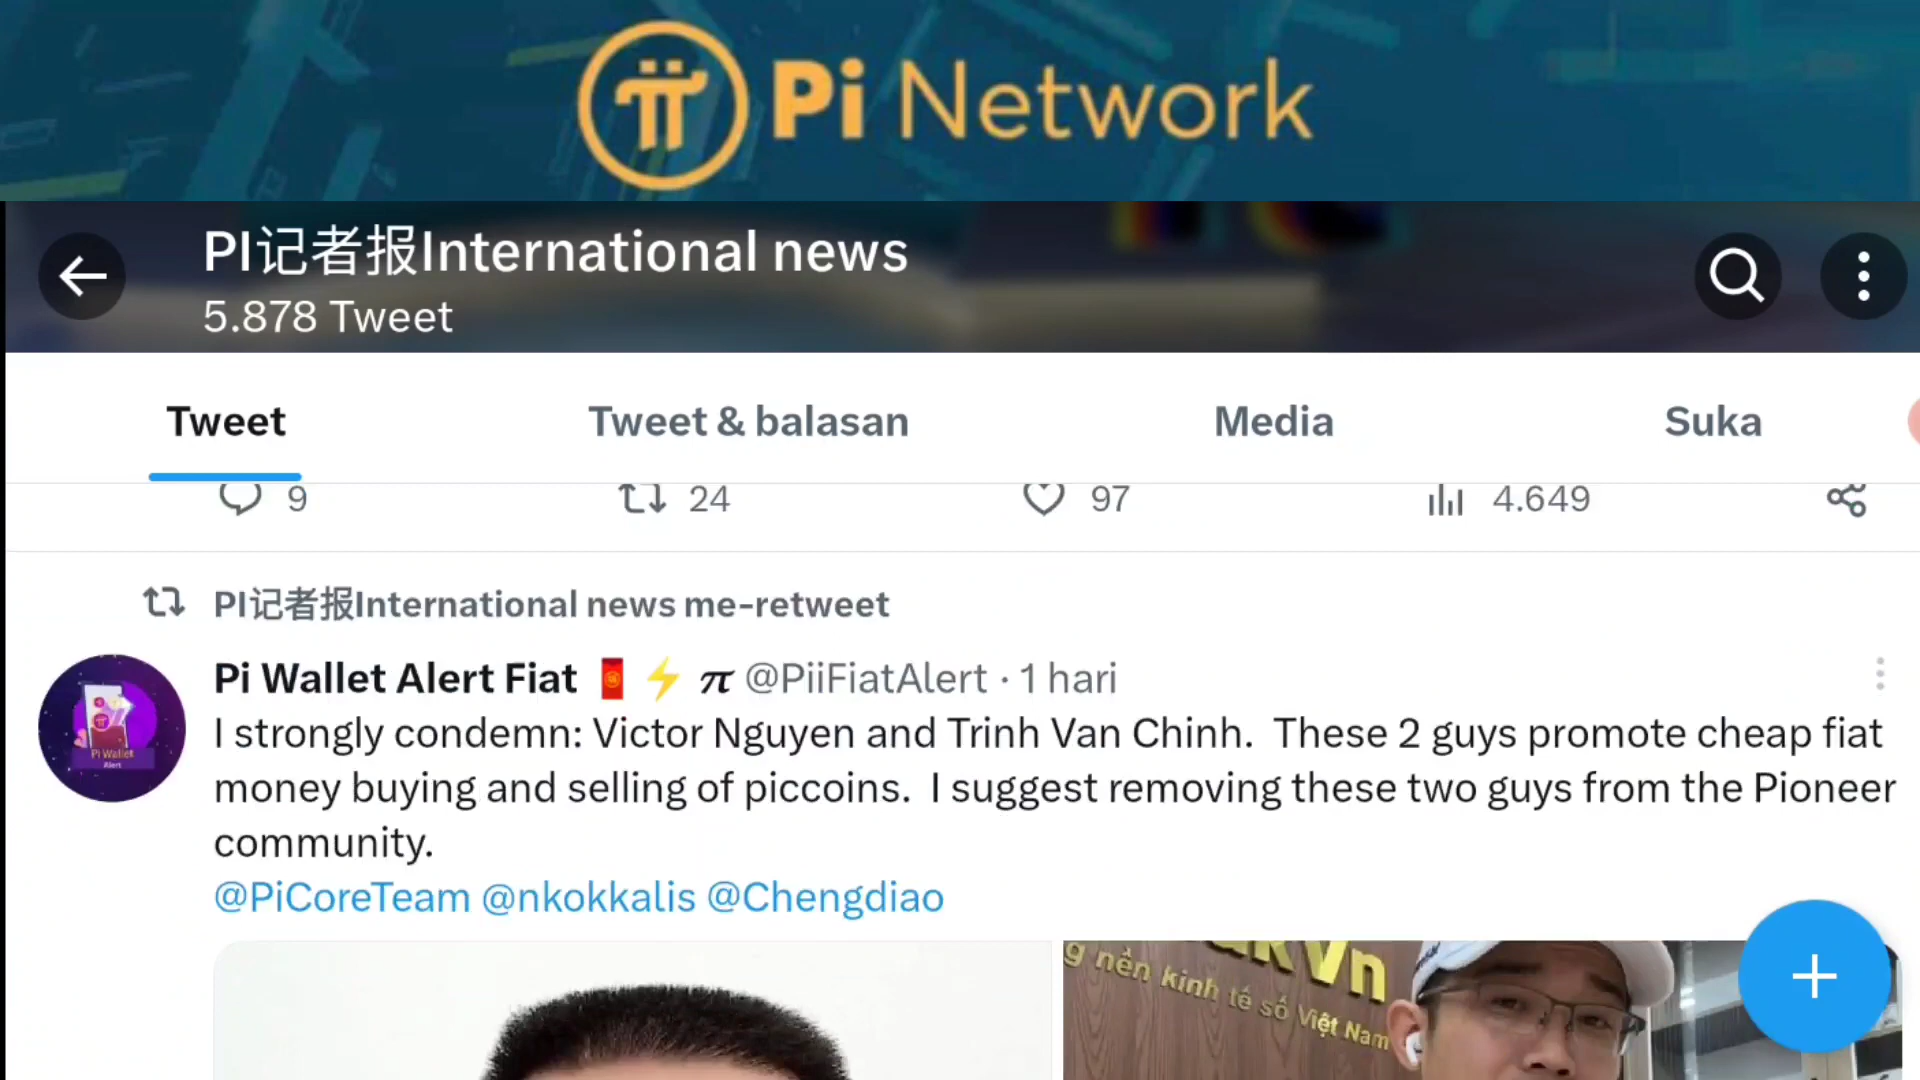 Pi Network
PI记者报International news
5.878 Tweet
Tweet
Tweet & balasan
Media
Suka
9
24
97
4.649
PI记者报International news me-retweet
Pi Wallet Alert Fiat 🧧 ⚡ π @PiiFiatAlert · 1 hari
I strongly condemn: Victor Nguyen and Trinh Van Chinh. These 2 guys promote cheap fiat
money buying and selling of piccoins. I suggest removing these two guys from the Pioneer
community.
@PiCoreTeam @nkokkalis @Chengdiao
Pi Wallet
Alert
g nền kinh tế số Việt Nam